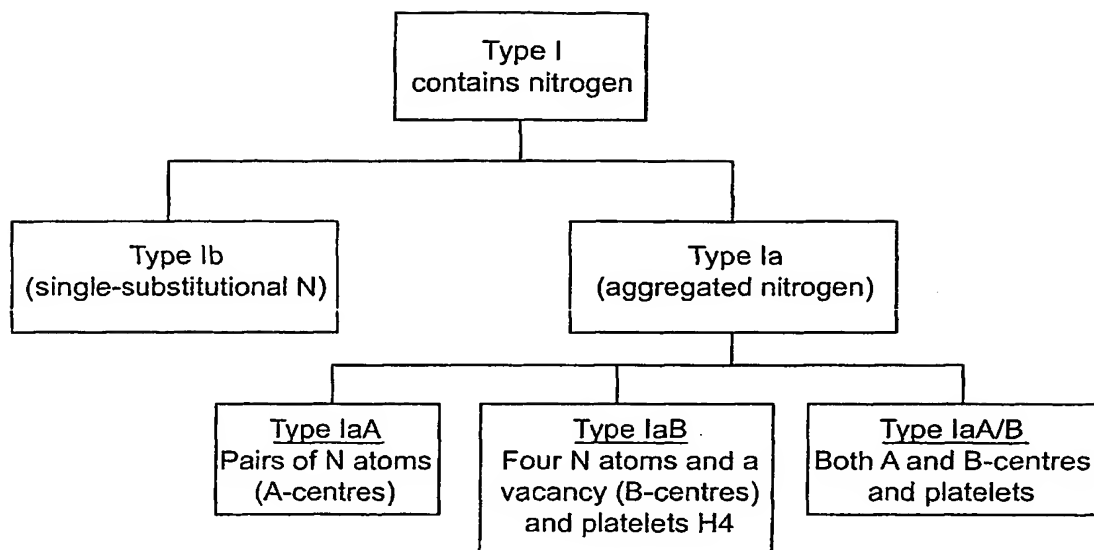 Type I
contains nitrogen
Type Ib
(single-substitutional N)
Type Ia
(aggregated nitrogen)
Type IaA
Pairs of N atoms
(A-centres)
Type IaB
Four N atoms and a
vacancy (B-centres)
and platelets H4
Type IaA/B
Both A and B-centres
and platelets